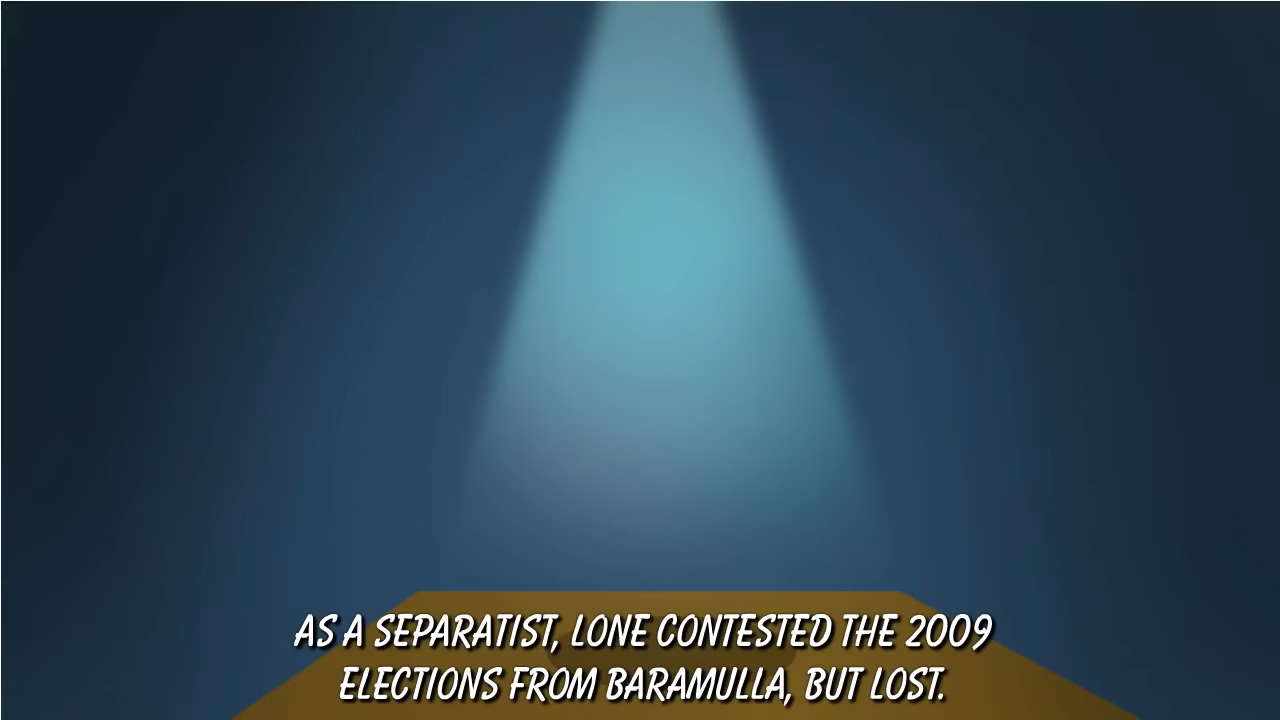 AS A SEPARATIST, LONE CONTESTED THE 2009
ELECTIONS FROM BARAMULLA, BUT LOST.